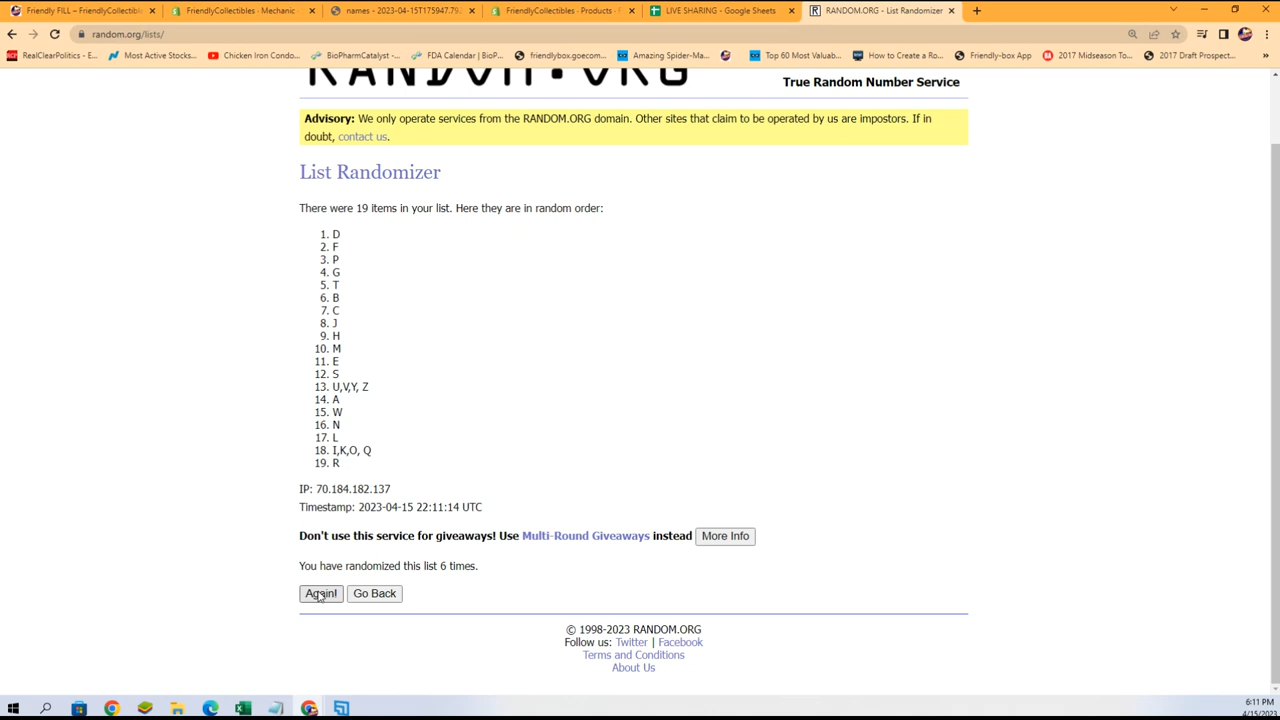 Friendly FILL – FriendlyCollectibl
FriendlyCollectibles - Mechanic
names - 2023-04-15T175947.79
FriendlyCollectibles - Products - F
LIVE SHARING - Google Sheets
RANDOM.ORG - List Randomizer
random.org/lists/
RealClearPolitics - E...
Most Active Stocks...
Chicken Iron Condo...
BioPharmCatalyst -...
FDA Calendar | BioP...
friendlybox.goecom...
Amazing Spider-Ma...
Top 60 Most Valuab...
How to Create a Ro...
Friendly-box App
2017 Midseason To...
2017 Draft Prospect...
RANDOM.ORG
True Random Number Service
Advisory: We only operate services from the RANDOM.ORG domain. Other sites that claim to be operated by us are impostors. If in
doubt, contact us.
List Randomizer
There were 19 items in your list. Here they are in random order:
1. D
2. F
3. P
4. G
5. T
6. B
7. C
8. J
9. H
10. M
11. E
12. S
13. U,V,Y, Z
14. A
15. W
16. N
17. L
18. I,K,O, Q
19. R
IP: 70.184.182.137
Timestamp: 2023-04-15 22:11:14 UTC
Don't use this service for giveaways! Use Multi-Round Giveaways instead More Info
You have randomized this list 6 times.
Again! Go Back
© 1998-2023 RANDOM.ORG
Follow us: Twitter | Facebook
Terms and Conditions
About Us
6:11 PM
4/15/2023